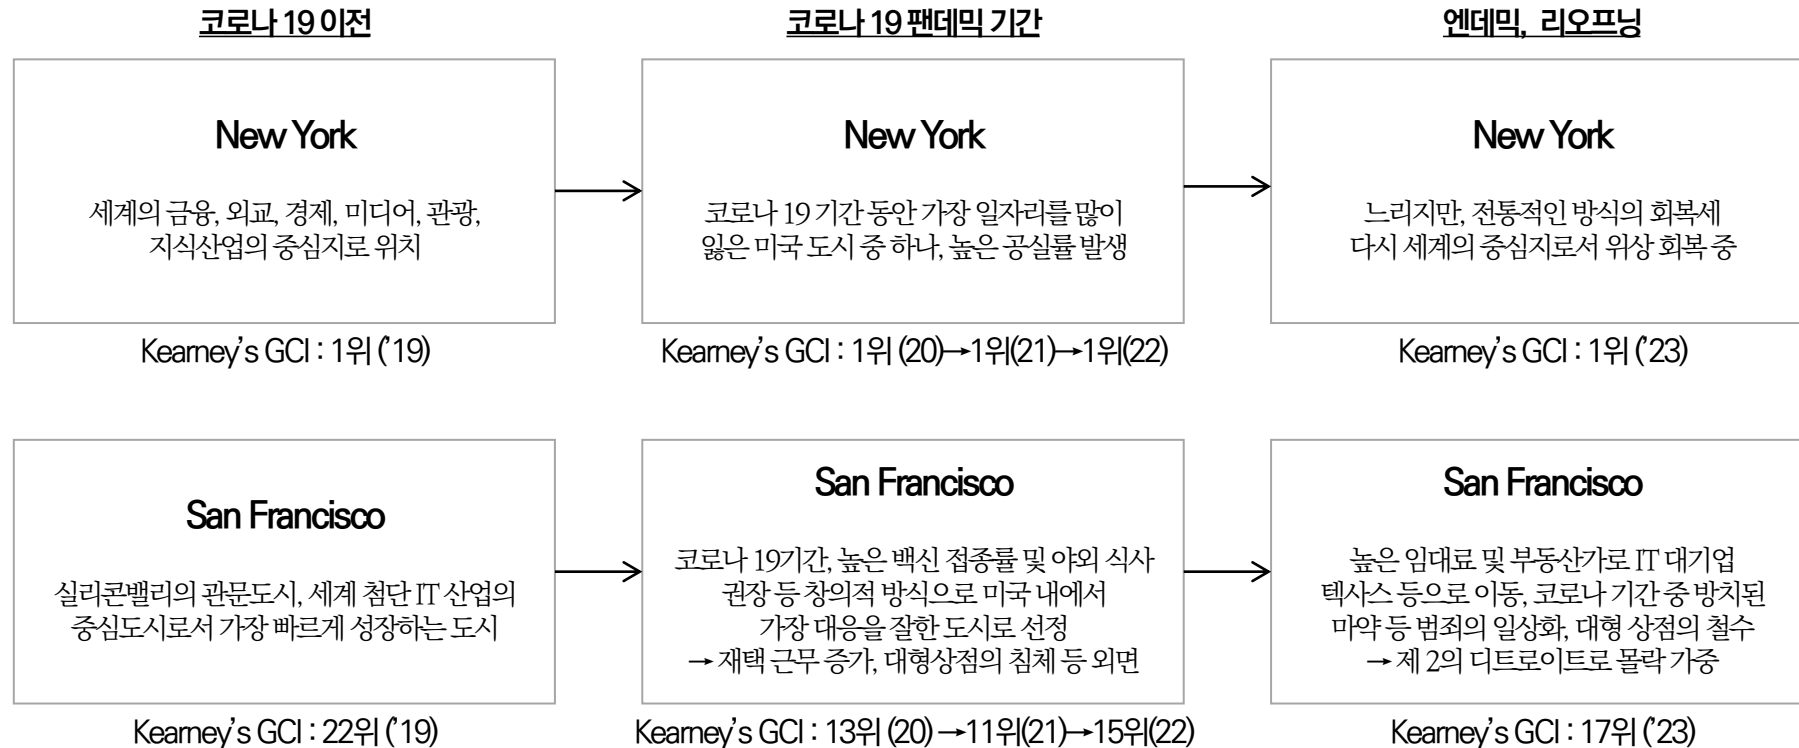 코로나 19 이전
코로나 19 팬데믹 기간
엔데믹, 리오프닝
New York
세계의 금융, 외교, 경제, 미디어, 관광,
지식산업의 중심지로 위치
Kearney's GCI : 1위 ('19)
New York
코로나 19 기간 동안 가장 일자리를 많이
잃은 미국 도시 중 하나, 높은 공실률 발생
Kearney's GCI : 1위 (20)→1위(21)→1위(22)
New York
느리지만, 전통적인 방식의 회복세
다시 세계의 중심지로서 위상 회복 중
Kearney's GCI : 1위 ('23)
San Francisco
실리콘밸리의 관문도시, 세계 첨단 IT 산업의
중심도시로서 가장 빠르게 성장하는 도시
Kearney's GCI : 22위 ('19)
San Francisco
코로나 19기간, 높은 백신 접종률 및 야외 식사
권장 등 창의적 방식으로 미국 내에서
가장 대응을 잘한 도시로 선정
→ 재택 근무 증가, 대형상점의 침체 등 외면
Kearney's GCI : 13위 (20) →11위(21)→15위(22)
San Francisco
높은 임대료 및 부동산가로 IT 대기업
텍사스 등으로 이동, 코로나 기간 중 방치된
마약 등 범죄의 일상화, 대형 상점의 철수
→ 제 2의 디트로이트로 몰락 가중
Kearney's GCI : 17위 ('23)